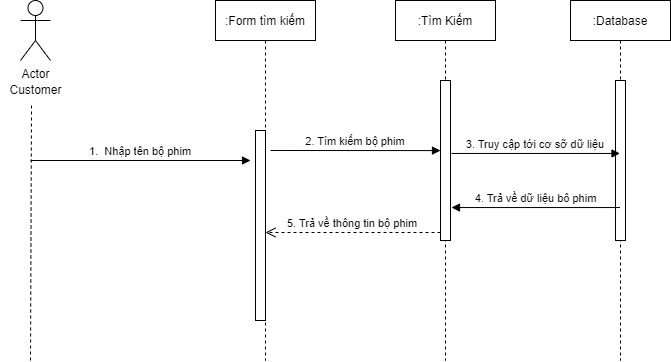 :Form tìm kiếm
:Tìm Kiếm
:Database
Actor
Customer
1. Nhập tên bộ phim
2. Tìm kiếm bộ phim
3. Truy cập tới cơ sỡ dữ liệu
4. Trả về dữ liệu bô phim
5. Trả về thông tin bộ phim